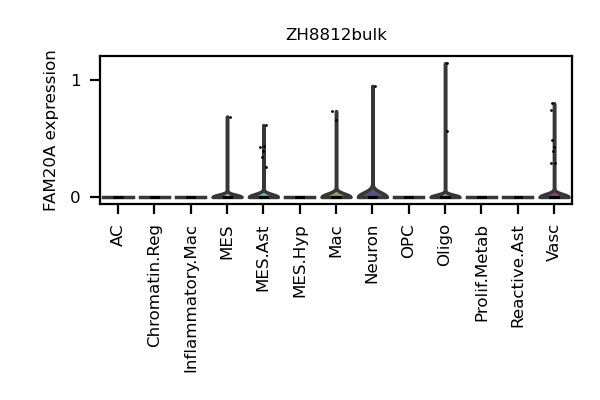 ZH8812bulk
FAM20A expression
1
0
AC
Chromatin.Reg
Inflammatory.Mac
MES
MES.Ast
MES.Hyp
Mac
Neuron
OPC
Oligo
Prolif.Metab
Reactive.Ast
Vasc